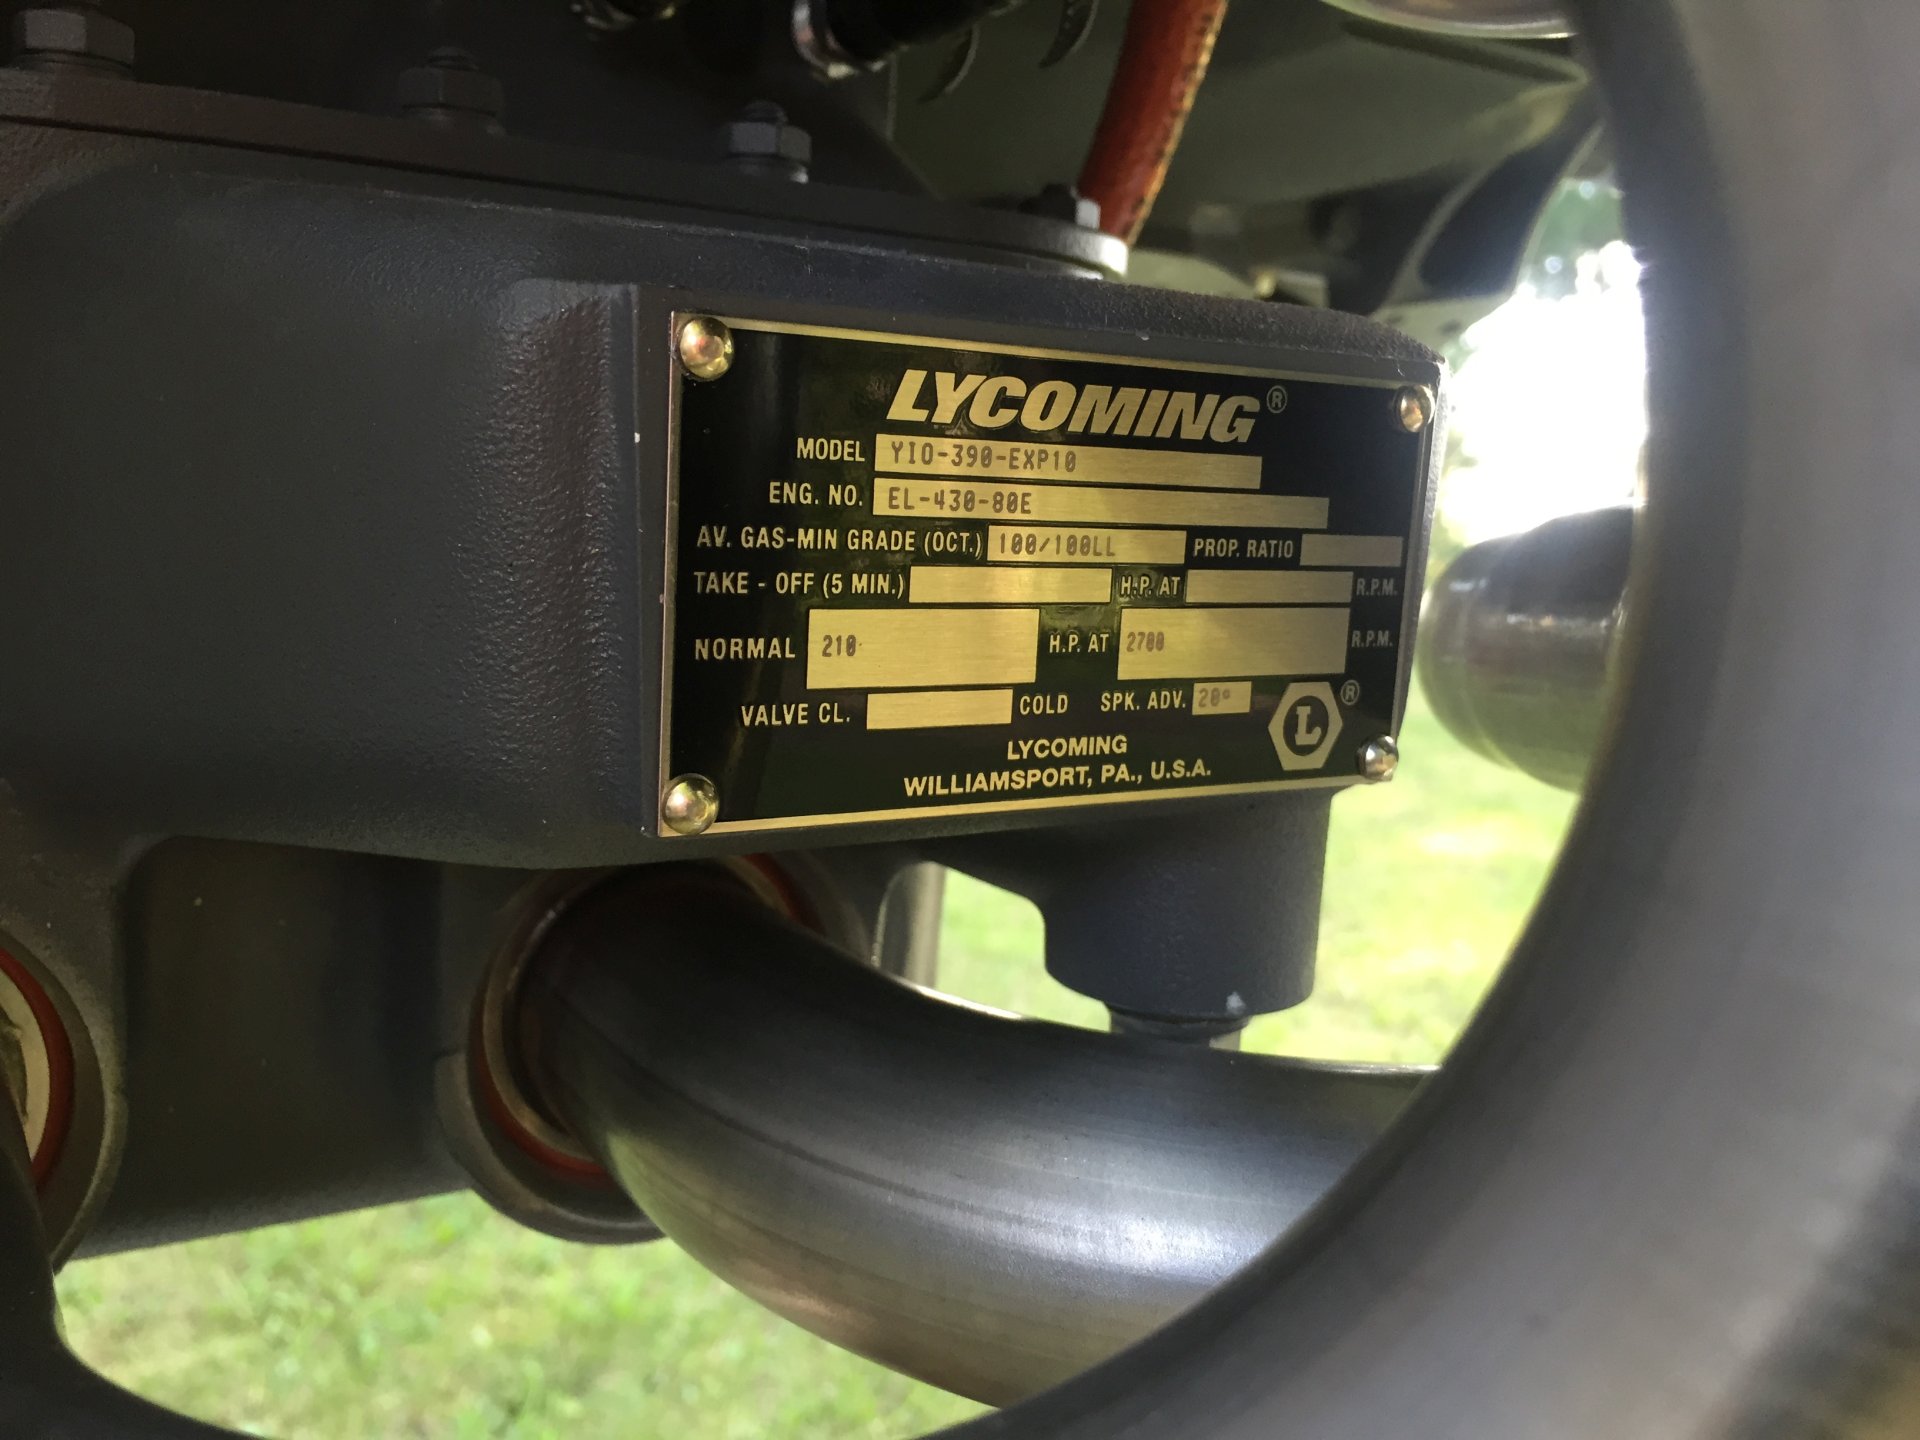 LYCOMING®
MODEL YIO-390-EXP10
ENG. NO. EL-430-80E
AV. GAS-MIN GRADE (OCT.) 100/100LL PROP. RATIO
TAKE - OFF (5 MIN.) H.P. AT R.P.M.
NORMAL 210 H.P. AT 2700 R.P.M.
VALVE CL. COLD SPK. ADV. 20° L®
LYCOMING
WILLIAMSPORT, PA., U.S.A.